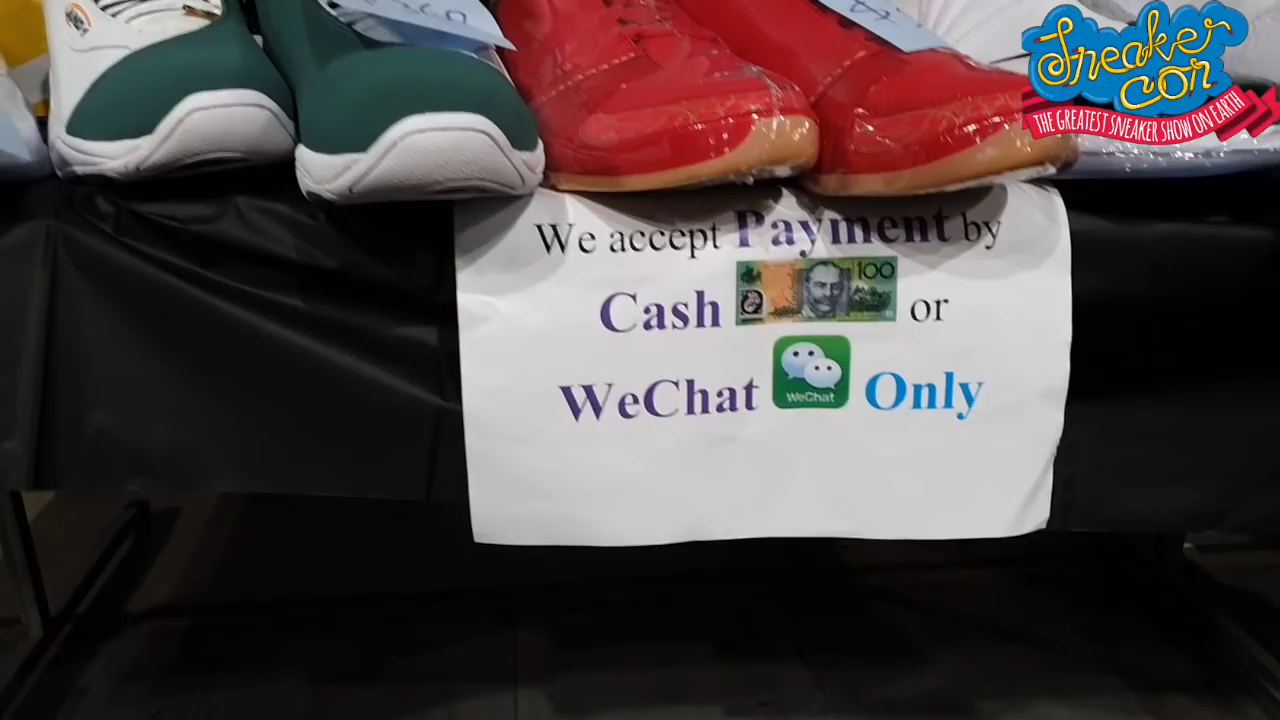 Sneaker
Con
THE GREATEST SNEAKER SHOW ON EARTH
We accept Payment by
Cash 100 or
WeChat WeChat Only